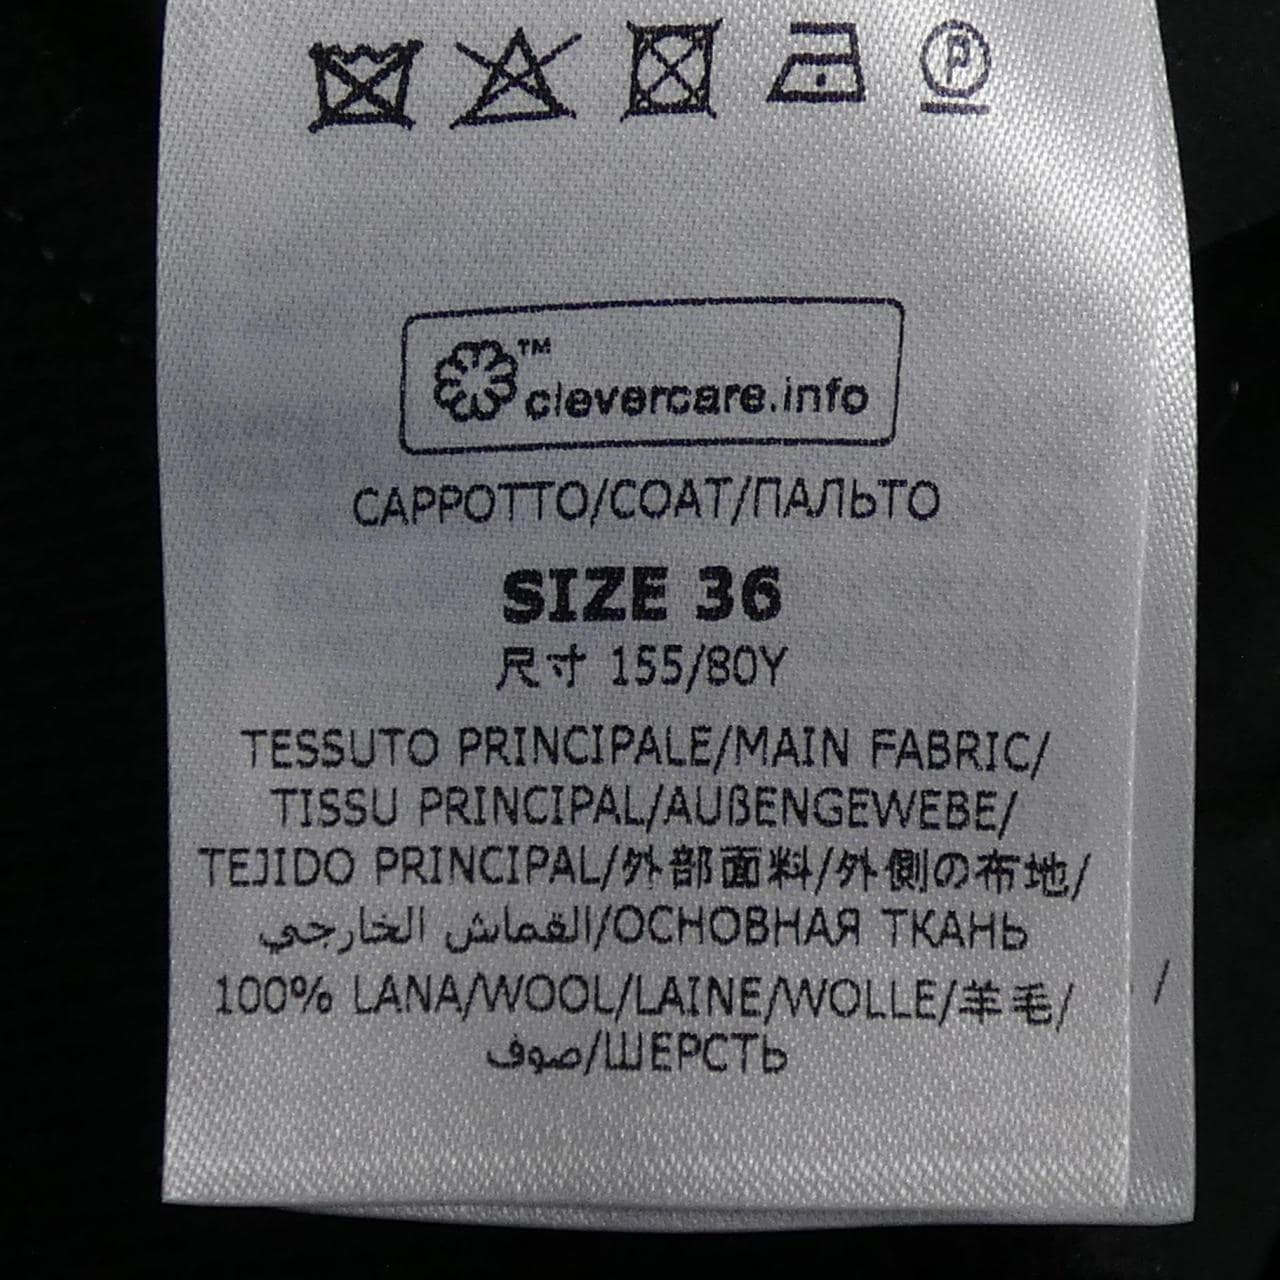 P
™
clevercare.info
CAPPOTTO/COAT/ПАЛЬТО
SIZE 36
尺寸 155/80Y
TESSUTO PRINCIPALE/MAIN FABRIC/
TISSU PRINCIPAL/AUßENGEWEBE/
TEJIDO PRINCIPAL/外部面料/外側の布地/
القماش الخارجي/ОСНОВНАЯ ТКАНЬ
100% LANA/WOOL/LAINE/WOLLE/羊毛/
صوف/ШЕРСТЬ
/